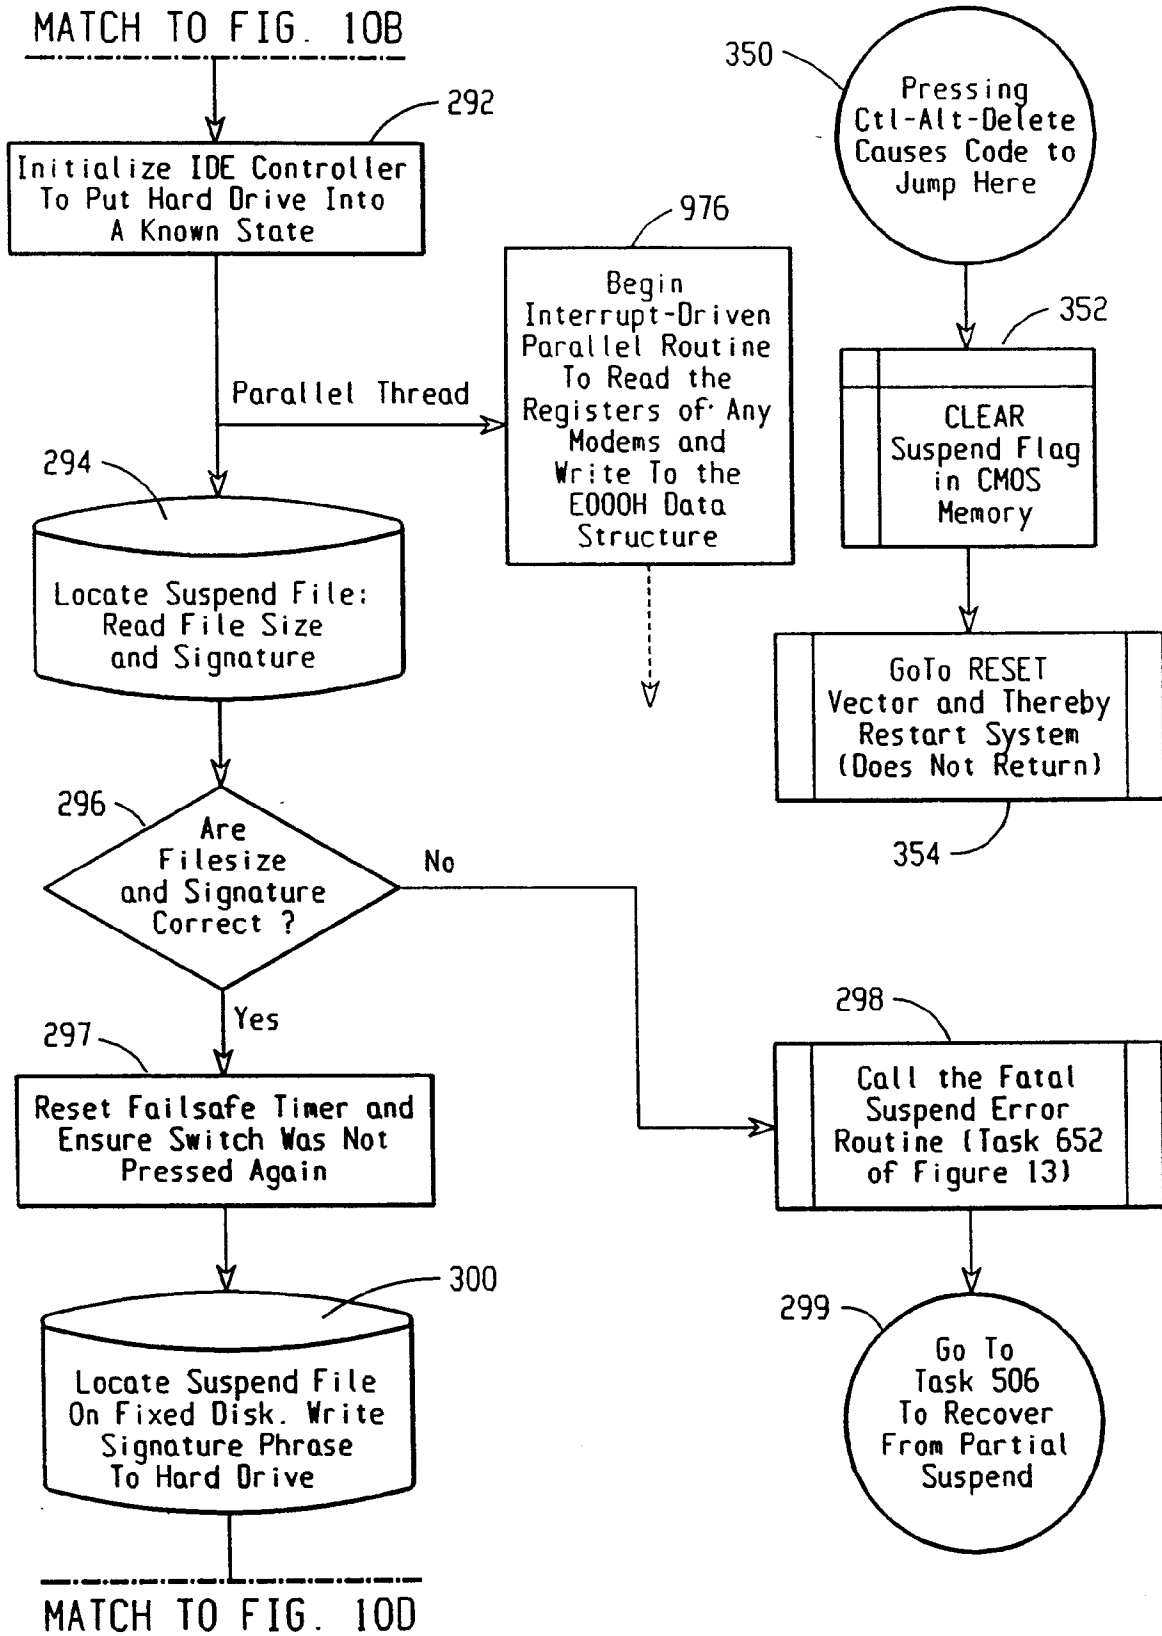 MATCH TO FIG. 10B
292
Initialize IDE Controller
To Put Hard Drive Into
A Known State
Parallel Thread
976
Begin
Interrupt-Driven
Parallel Routine
To Read the
Registers of Any
Modems and
Write To the
E000H Data
Structure
294
Locate Suspend File:
Read File Size
and Signature
296
Are
Filesize
and Signature
Correct ?
No
Yes
297
Reset Failsafe Timer and
Ensure Switch Was Not
Pressed Again
300
Locate Suspend File
On Fixed Disk. Write
Signature Phrase
To Hard Drive
MATCH TO FIG. 10D
350
Pressing
Ctl-Alt-Delete
Causes Code to
Jump Here
352
CLEAR
Suspend Flag
in CMOS
Memory
GoTo RESET
Vector and Thereby
Restart System
(Does Not Return)
354
298
Call the Fatal
Suspend Error
Routine (Task 652
of Figure 13)
299
Go To
Task 506
To Recover
From Partial
Suspend